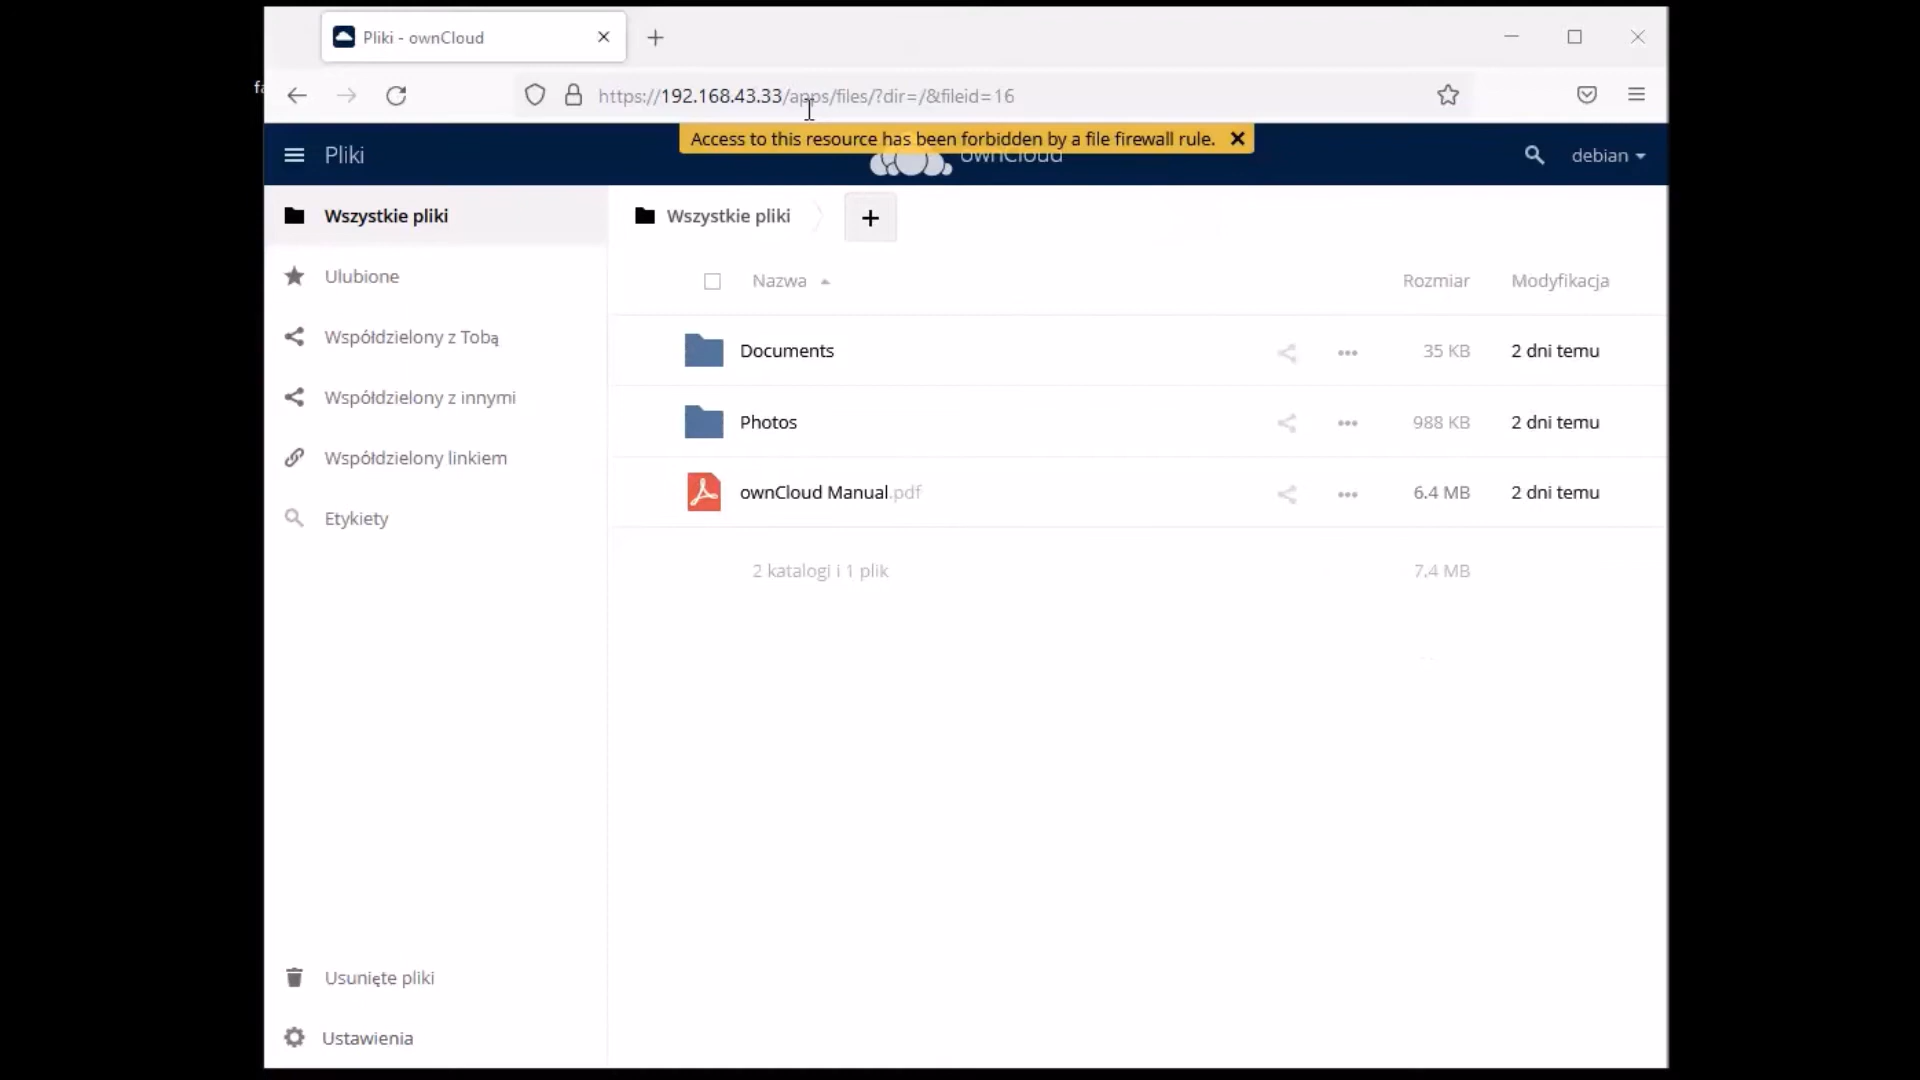 Pliki - ownCloud
fa
https://192.168.43.33/apps/files/?dir=/&fileid=16
Access to this resource has been forbidden by a file firewall rule.
Pliki
ownCloud
debian
Wszystkie pliki
Ulubione
Współdzielony z Tobą
Współdzielony z innymi
Współdzielony linkiem
Etykiety
Usunięte pliki
Ustawienia
Wszystkie pliki
Nazwa Rozmiar Modyfikacja
Documents 35 KB 2 dni temu
Photos 988 KB 2 dni temu
ownCloud Manual.pdf 6.4 MB 2 dni temu
2 katalogi i 1 plik 7.4 MB